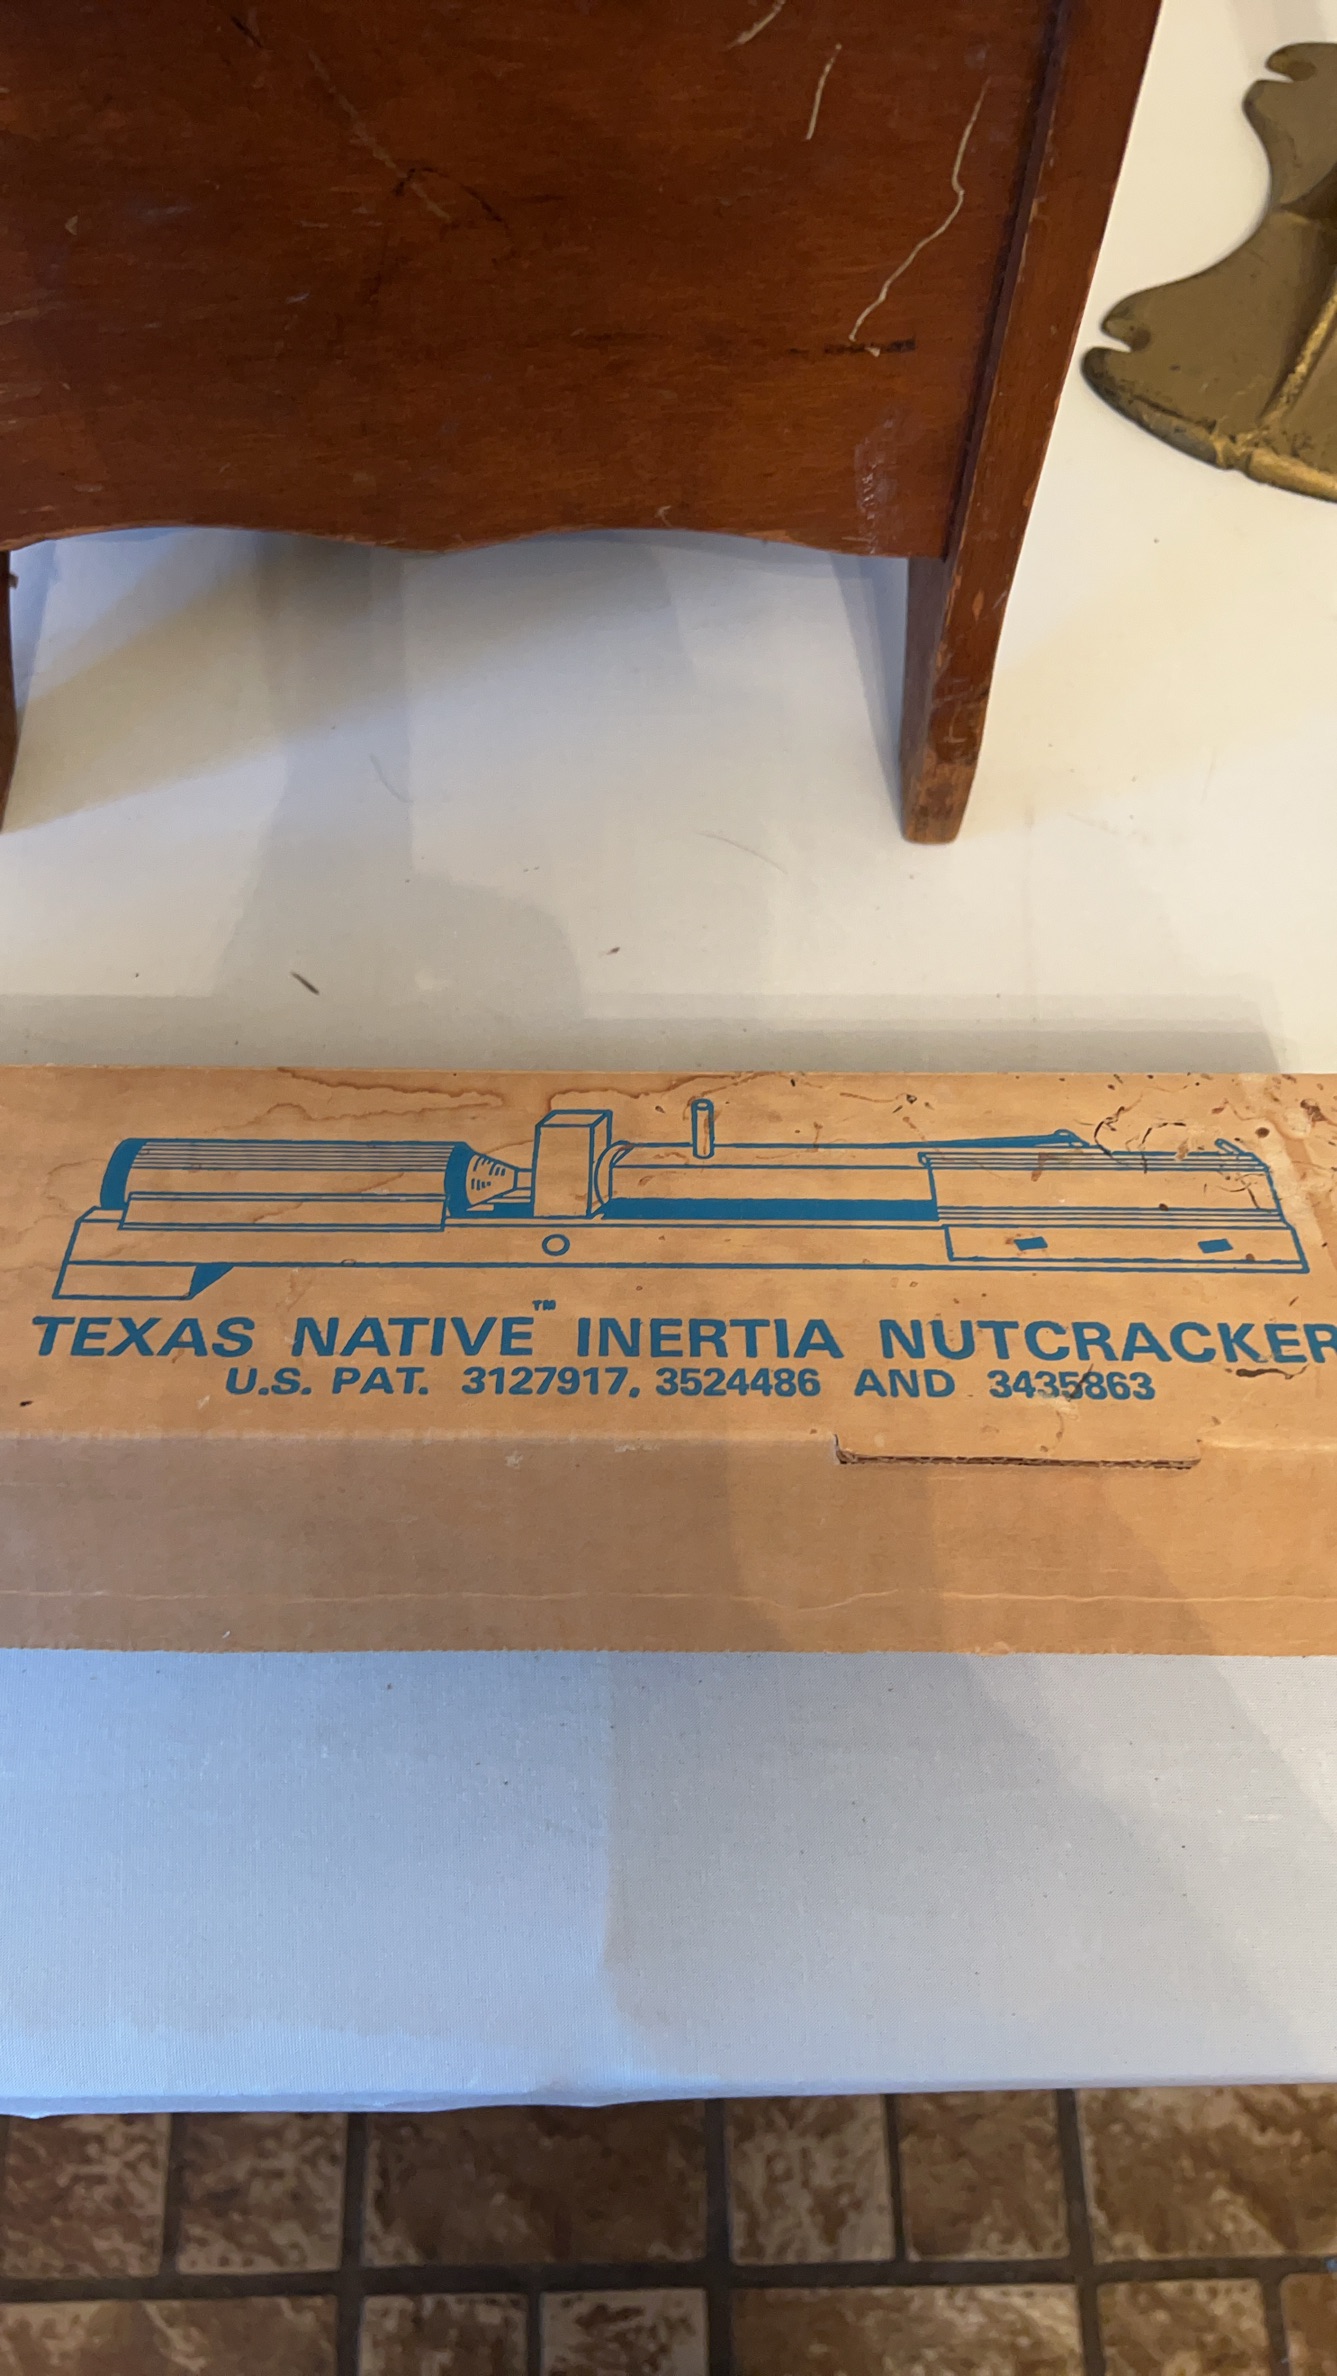 TEXAS NATIVE™ INERTIA NUTCRACKER
U.S. PAT. 3127917, 3524486 AND 3435863